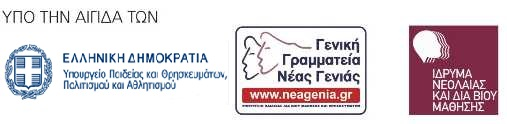 ΥΠΟ ΤΗΝ ΑΙΓΙΔΑ ΤΩΝ
ΕΛΛΗΝΙΚΗ ΔΗΜΟΚΡΑΤΙΑ
Υπουργείο Παιδείας και Θρησκευμάτων,
Πολιτισμού και Αθλητισμού
Γενική
Γραμματεία
Νέας Γενιάς
www.neagenia.gr
ΙΔΡΥΜΑ
ΝΕΟΛΑΙΑΣ
ΚΑΙ ΔΙΑ ΒΙΟΥ
ΜΑΘΗΣΗΣ